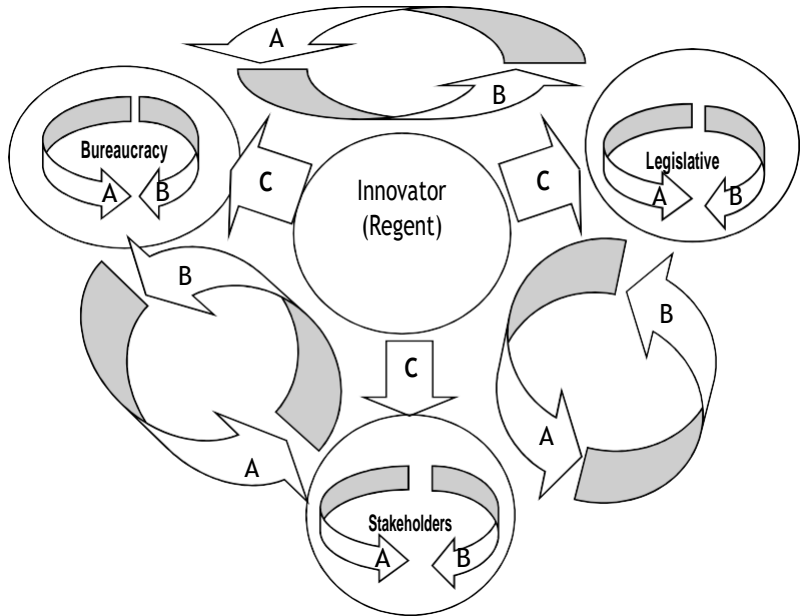 A
B
Bureaucracy
A
B
C
Innovator
(Regent)
C
Legislative
A
B
B
B
C
A
A
Stakeholders
A
B